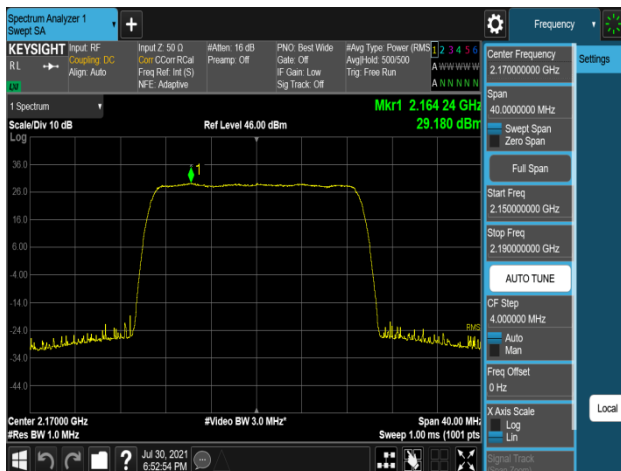 Spectrum Analyzer 1
Swept SA
+
Frequency
KEYSIGHT
RL
LXI
Input: RF
Coupling: DC
Align: Auto
Input Z: 50 Ω
Corr CCorr RCal
Freq Ref: Int (S)
NFE: Adaptive
#Atten: 16 dB
Preamp: Off
PNO: Best Wide
Gate: Off
IF Gain: Low
Sig Track: Off
#Avg Type: Power (RMS
Avg|Hold: 500/500
Trig: Free Run
1 2 3 4 5 6
A W W W W W
A N N N N N
1 Spectrum
Scale/Div 10 dB
Log
Ref Level 46.00 dBm
Mkr1 2.164 24 GHz
29.180 dBm
36.0
26.0
16.0
6.00
-4.00
-14.0
-24.0
-34.0
-44.0
1
RMS
Center 2.17000 GHz
#Res BW 1.0 MHz
#Video BW 3.0 MHz*
Span 40.00 MHz
Sweep 1.00 ms (1001 pts)
?
Jul 30, 2021
6:52:54 PM
Center Frequency
2.170000000 GHz
Span
40.0000000 MHz
Swept Span
Zero Span
Full Span
Start Freq
2.150000000 GHz
Stop Freq
2.190000000 GHz
AUTO TUNE
CF Step
4.000000 MHz
Auto
Man
Freq Offset
0 Hz
X Axis Scale
Log
Lin
Signal Track
(Span Zoom)
Settings
Local